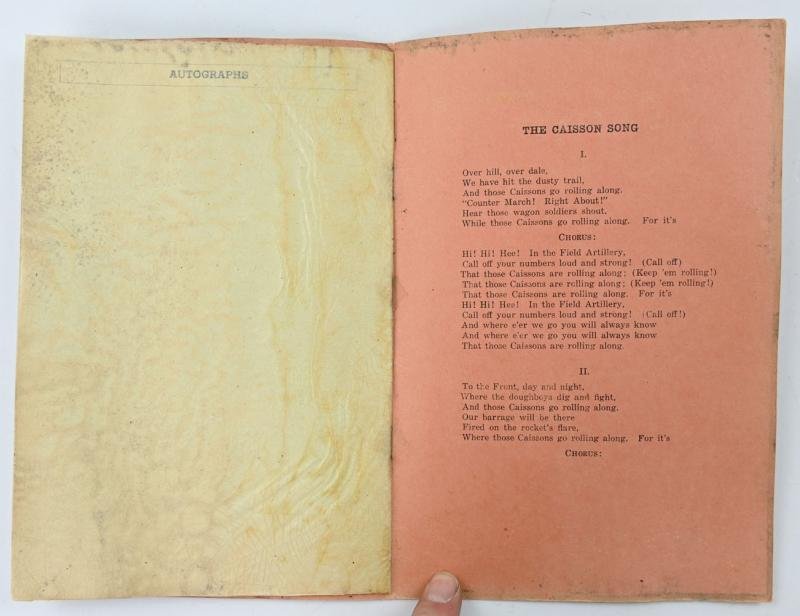 AUTOGRAPHS
THE CAISSON SONG
I.
Over hill, over dale,
We have hit the dusty trail,
And those Caissons go rolling along.
"Counter March! Right About!"
Hear those wagon soldiers shout,
While those Caissons go rolling along. For it's
CHORUS:
Hi! Hi! Hee! In the Field Artillery,
Call off your numbers loud and strong! (Call off)
That those Caissons are rolling along; (Keep 'em rolling!)
That those Caissons are rolling along; (Keep 'em rolling!)
That those Caissons are rolling along. For it's
Hi! Hi! Hee! In the Field Artillery,
Call off your numbers loud and strong! (Call off!)
And where e'er we go you will always know
And where e'er we go you will always know
That those Caissons are rolling along.
II.
To the Front, day and night,
Where the doughboys dig and fight,
And those Caissons go rolling along.
Our barrage will be there
Fired on the rocket's flare,
Where those Caissons go rolling along. For it's
CHORUS: